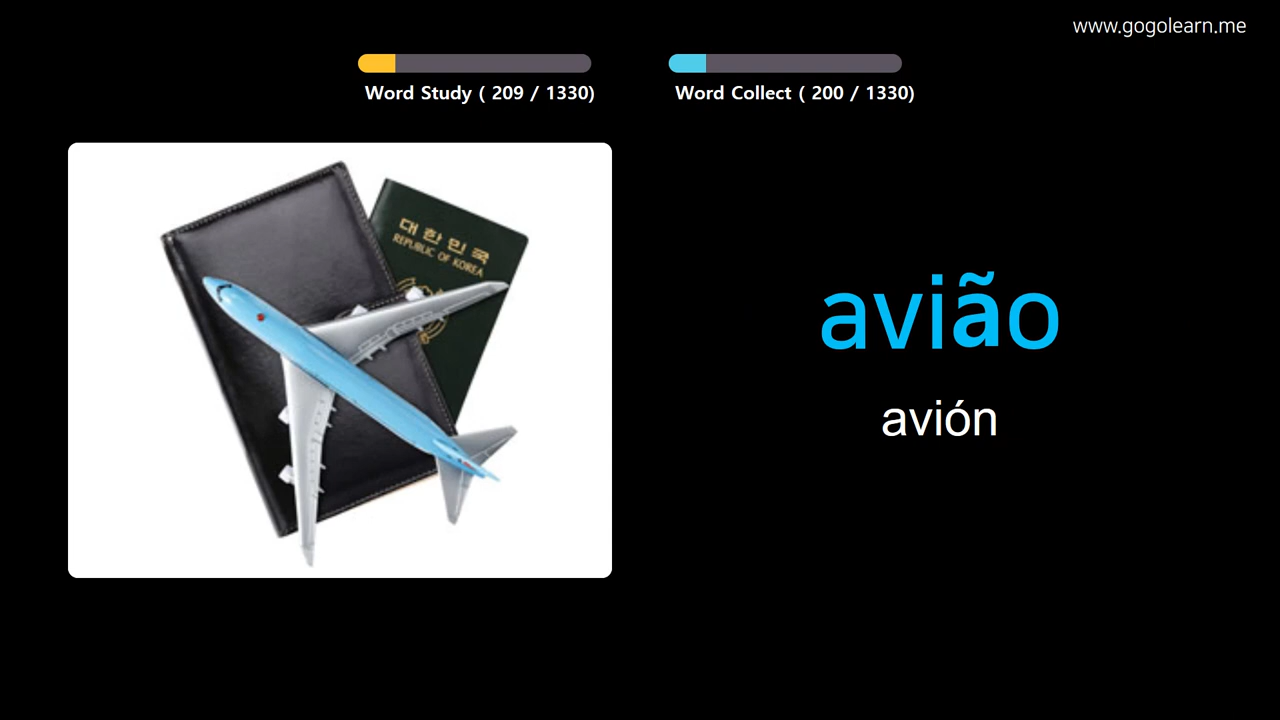 www.gogolearn.me
Word Study ( 209 / 1330)
Word Collect ( 200 / 1330)
대한민국
REPUBLIC OF KOREA
avião
avión